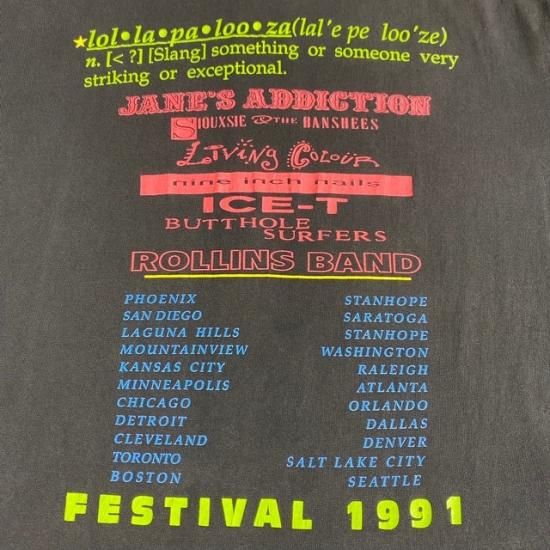 lol•la•pa•loo•za(lal'e pe loo'ze)
n. [< ?] [Slang] something or someone very
striking or exceptional.
JANE'S ADDICTION
SIOUXSIE & THE BANSHEES
LIVING COLOUR
nine inch nails
ICE-T
BUTTHOLE
SURFERS
ROLLINS BAND
PHOENIX
SAN DIEGO
LAGUNA HILLS
MOUNTAINVIEW
KANSAS CITY
MINNEAPOLIS
CHICAGO
DETROIT
CLEVELAND
TORONTO
BOSTON
STANHOPE
SARATOGA
STANHOPE
WASHINGTON
RALEIGH
ATLANTA
ORLANDO
DALLAS
DENVER
SALT LAKE CITY
SEATTLE
FESTIVAL 1991